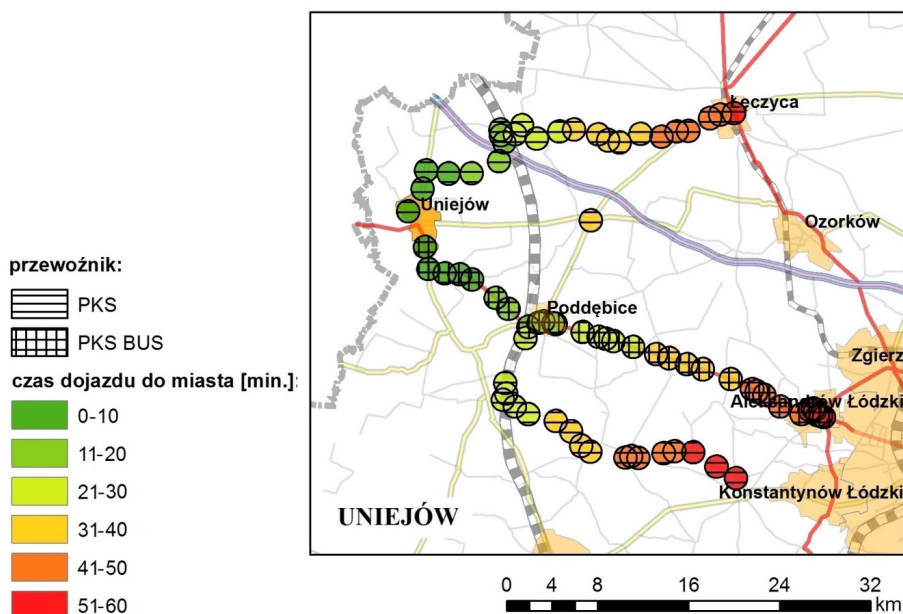 Łęczyca
Uniejów
Ozorków
Poddębice
Zgierz
Aleksandrów Łódzki
Konstantynów Łódzki
UNIEJÓW
przewoźnik:
PKS
PKS BUS
czas dojazdu do miasta [min.]:
0-10
11-20
21-30
31-40
41-50
51-60
0 4 8 16 24 32
km